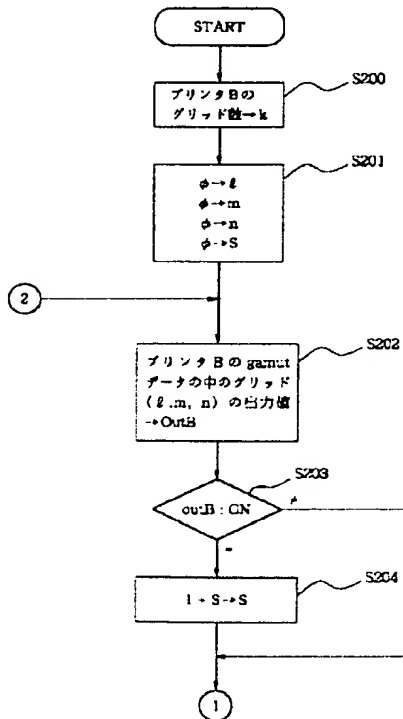 START
S200
プリンタBの
グリッド数→k
S201
φ→ℓ
φ→m
φ→n
φ→S
2
S202
プリンタBのgamut
データの中のグリッド
(ℓ.m, n)の出力値
→OutB
S203
outB : ON
≠
=
S204
1+S→S
1